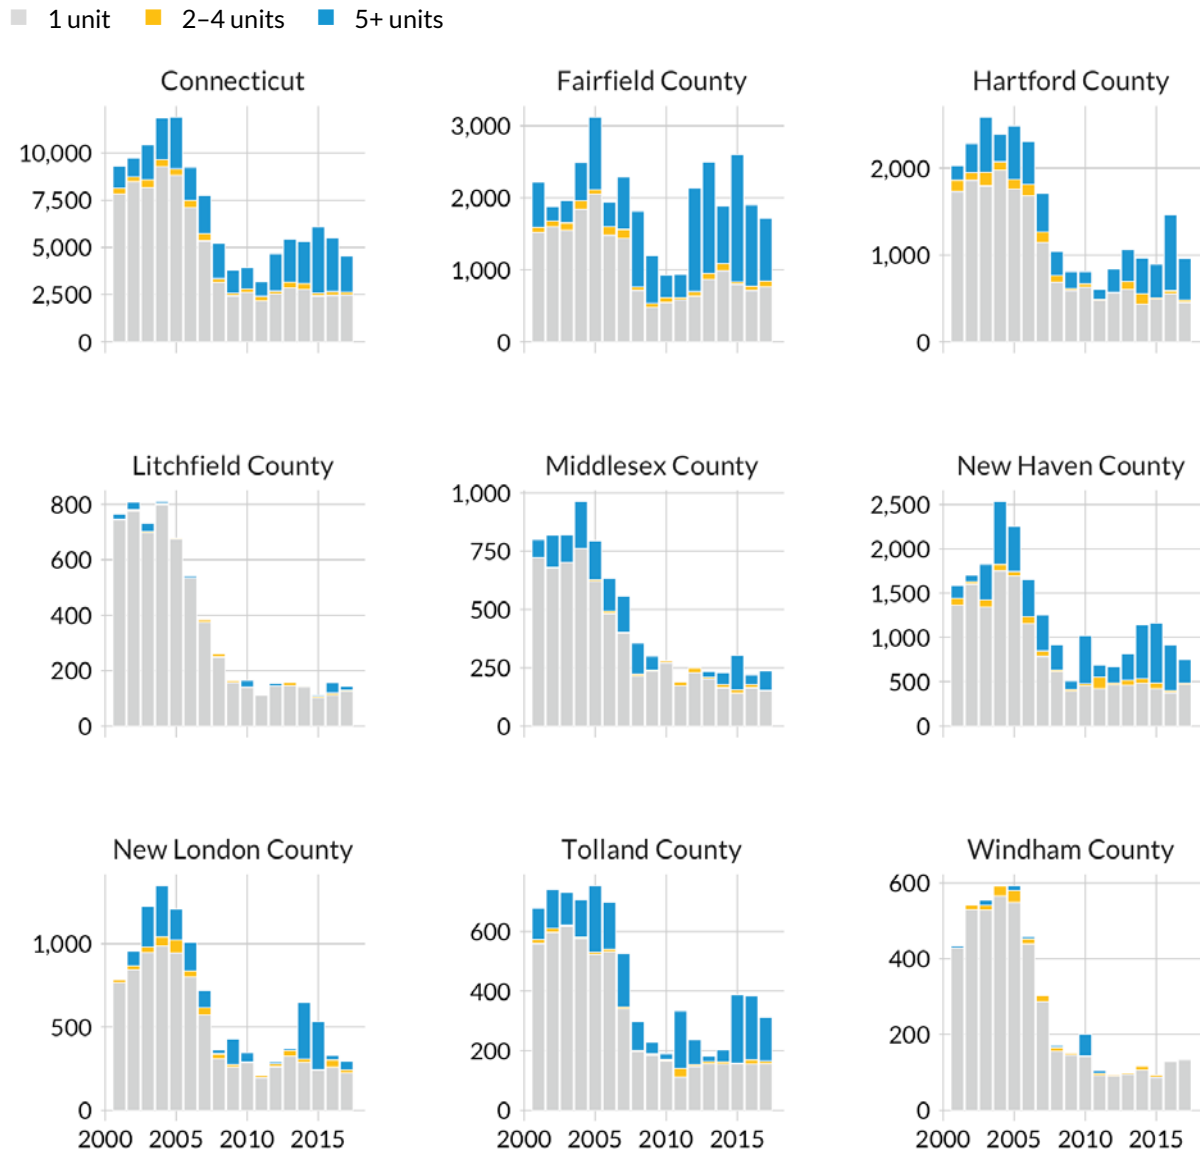 1 unit 2–4 units 5+ units
Connecticut
10,000
7,500
5,000
2,500
0
2000 2005 2010 2015
Fairfield County
3,000
2,000
1,000
0
Hartford County
2,000
1,000
0
Litchfield County
800
600
400
200
0
Middlesex County
1,000
750
500
250
0
New Haven County
2,500
2,000
1,500
1,000
500
0
New London County
1,000
500
0
2000 2005 2010 2015
Tolland County
600
400
200
0
2000 2005 2010 2015
Windham County
600
400
200
0
2000 2005 2010 2015